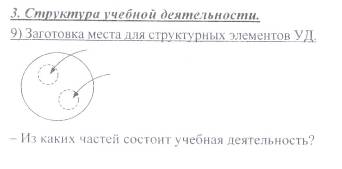 3. Структура учебной деятельности.
9) Заготовка места для структурных элементов УД.
– Из каких частей состоит учебная деятельность?